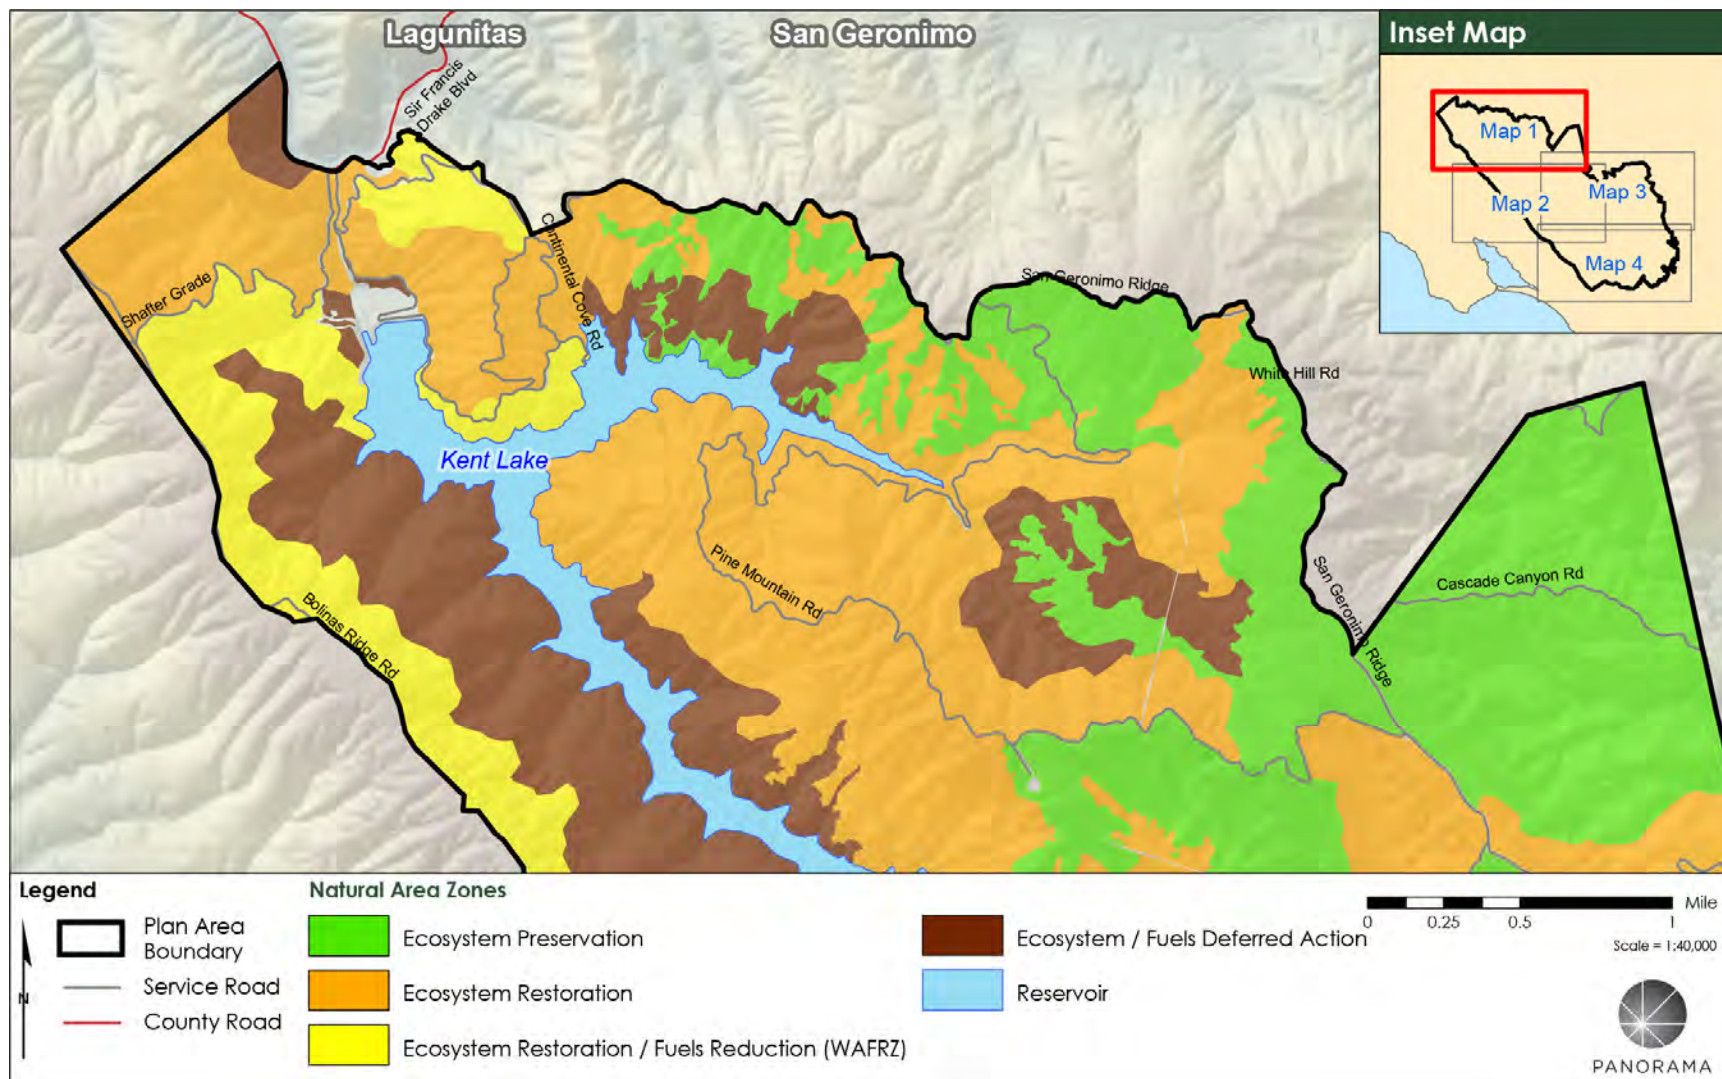 Lagunitas
San Geronimo
Inset Map
Map 1
Map 3
Map 2
Map 4
Sir Francis
Drake Blvd
Continental Cove Rd
San Geronimo Ridge
Shafter Grade
White Hill Rd
Kent Lake
Pine Mountain Rd
Bolinas Ridge Rd
San Geronimo Ridge
Cascade Canyon Rd
Legend
Plan Area
Boundary
Service Road
County Road
N
Natural Area Zones
Ecosystem Preservation
Ecosystem Restoration
Ecosystem Restoration / Fuels Reduction (WAFRZ)
Ecosystem / Fuels Deferred Action
Reservoir
0 0.25 0.5 1 Mile
Scale = 1:40,000
PANORAMA